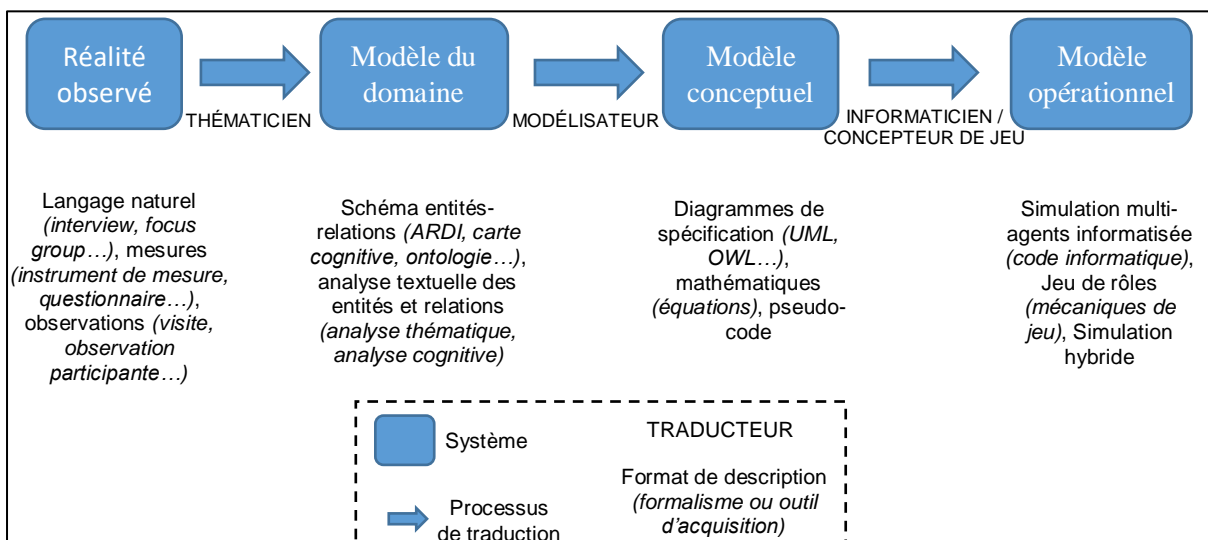 Réalité
observé
THÉMATICIEN
Modèle du
domaine
MODÉLISATEUR
Modèle
conceptuel
INFORMATICIEN /
CONCEPTEUR DE JEU
Modèle
opérationnel
Langage naturel
(interview, focus
group…), mesures
(instrument de mesure,
questionnaire…),
observations (visite,
observation
participante…)
Schéma entités-
relations (ARDI, carte
cognitive, ontologie…),
analyse textuelle des
entités et relations
(analyse thématique,
analyse cognitive)
Diagrammes de
spécification (UML,
OWL…),
mathématiques
(équations), pseudo-
code
Simulation multi-
agents informatisée
(code informatique),
Jeu de rôles
(mécaniques de
jeu), Simulation
hybride
Système
Processus
de traduction
TRADUCTEUR
Format de description
(formalisme ou outil
d'acquisition)